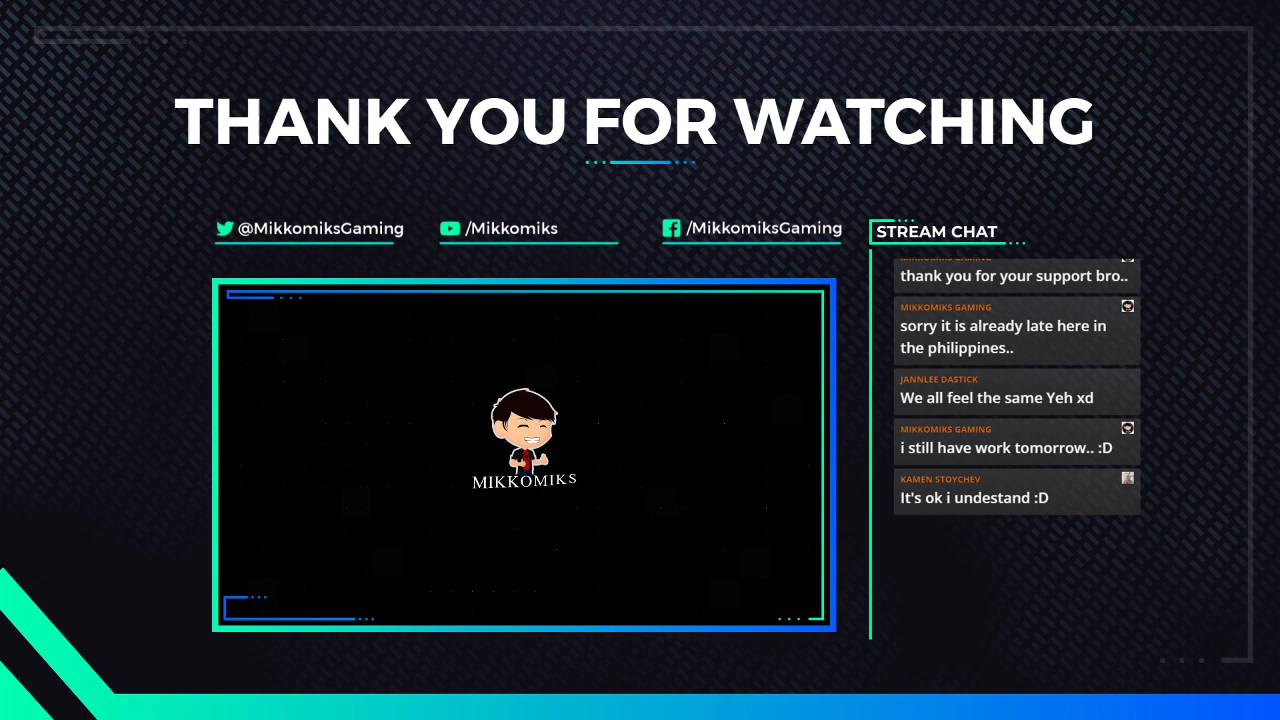 THANK YOU FOR WATCHING
@MikkomiksGaming
/Mikkomiks
/MikkomiksGaming
STREAM CHAT
MIKKOMIKS GAMING
thank you for your support bro..
MIKKOMIKS GAMING
sorry it is already late here in
the philippines..
JANNLEE DASTICK
We all feel the same Yeh xd
MIKKOMIKS GAMING
i still have work tomorrow.. :D
KAMEN STOYCHEV
It's ok i undestand :D
MIKKOMIKS